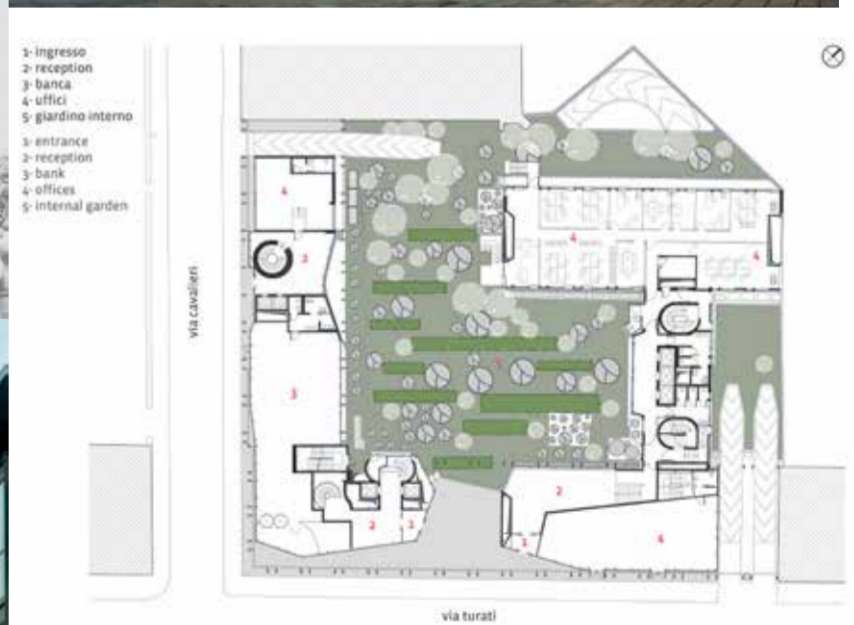 1- ingresso
2- reception
3- banca
4- uffici
5- giardino interno
1- entrance
2- reception
3- bank
4- offices
5- internal garden
4
4
4
via cavalieri
3
5
2
2
1
1
4
via turati